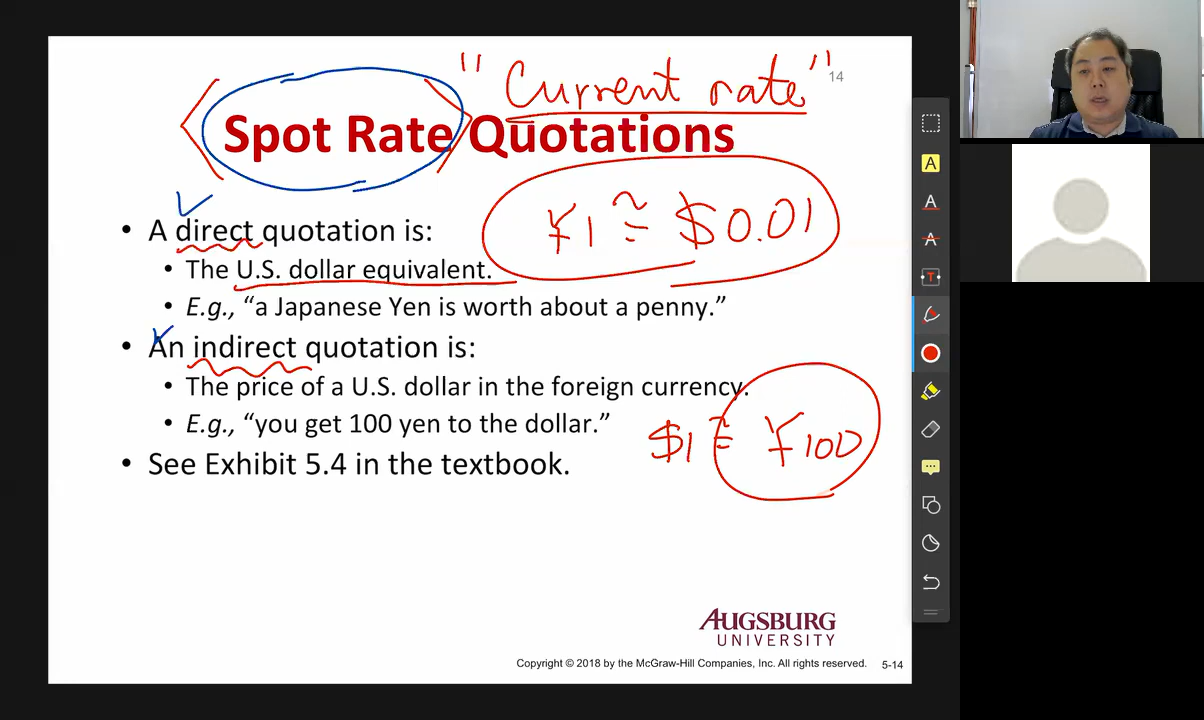 "Current rate"
14
Spot Rate Quotations
• A direct quotation is:
¥1 ≅ $0.01
• The U.S. dollar equivalent.
• E.g., “a Japanese Yen is worth about a penny.”
• An indirect quotation is:
• The price of a U.S. dollar in the foreign currency.
• E.g., “you get 100 yen to the dollar.”
$1 ≅ ¥100
• See Exhibit 5.4 in the textbook.
AUGSBURG
UNIVERSITY
Copyright © 2018 by the McGraw-Hill Companies, Inc. All rights reserved.
5-14
A
A
A
T